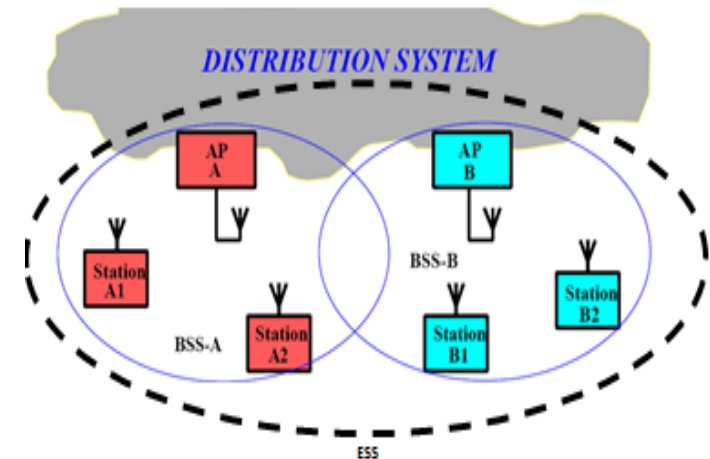 DISTRIBUTION SYSTEM
AP
A
AP
B
Station
A1
BSS-B
Station
B2
BSS-A
Station
A2
Station
B1
ESS